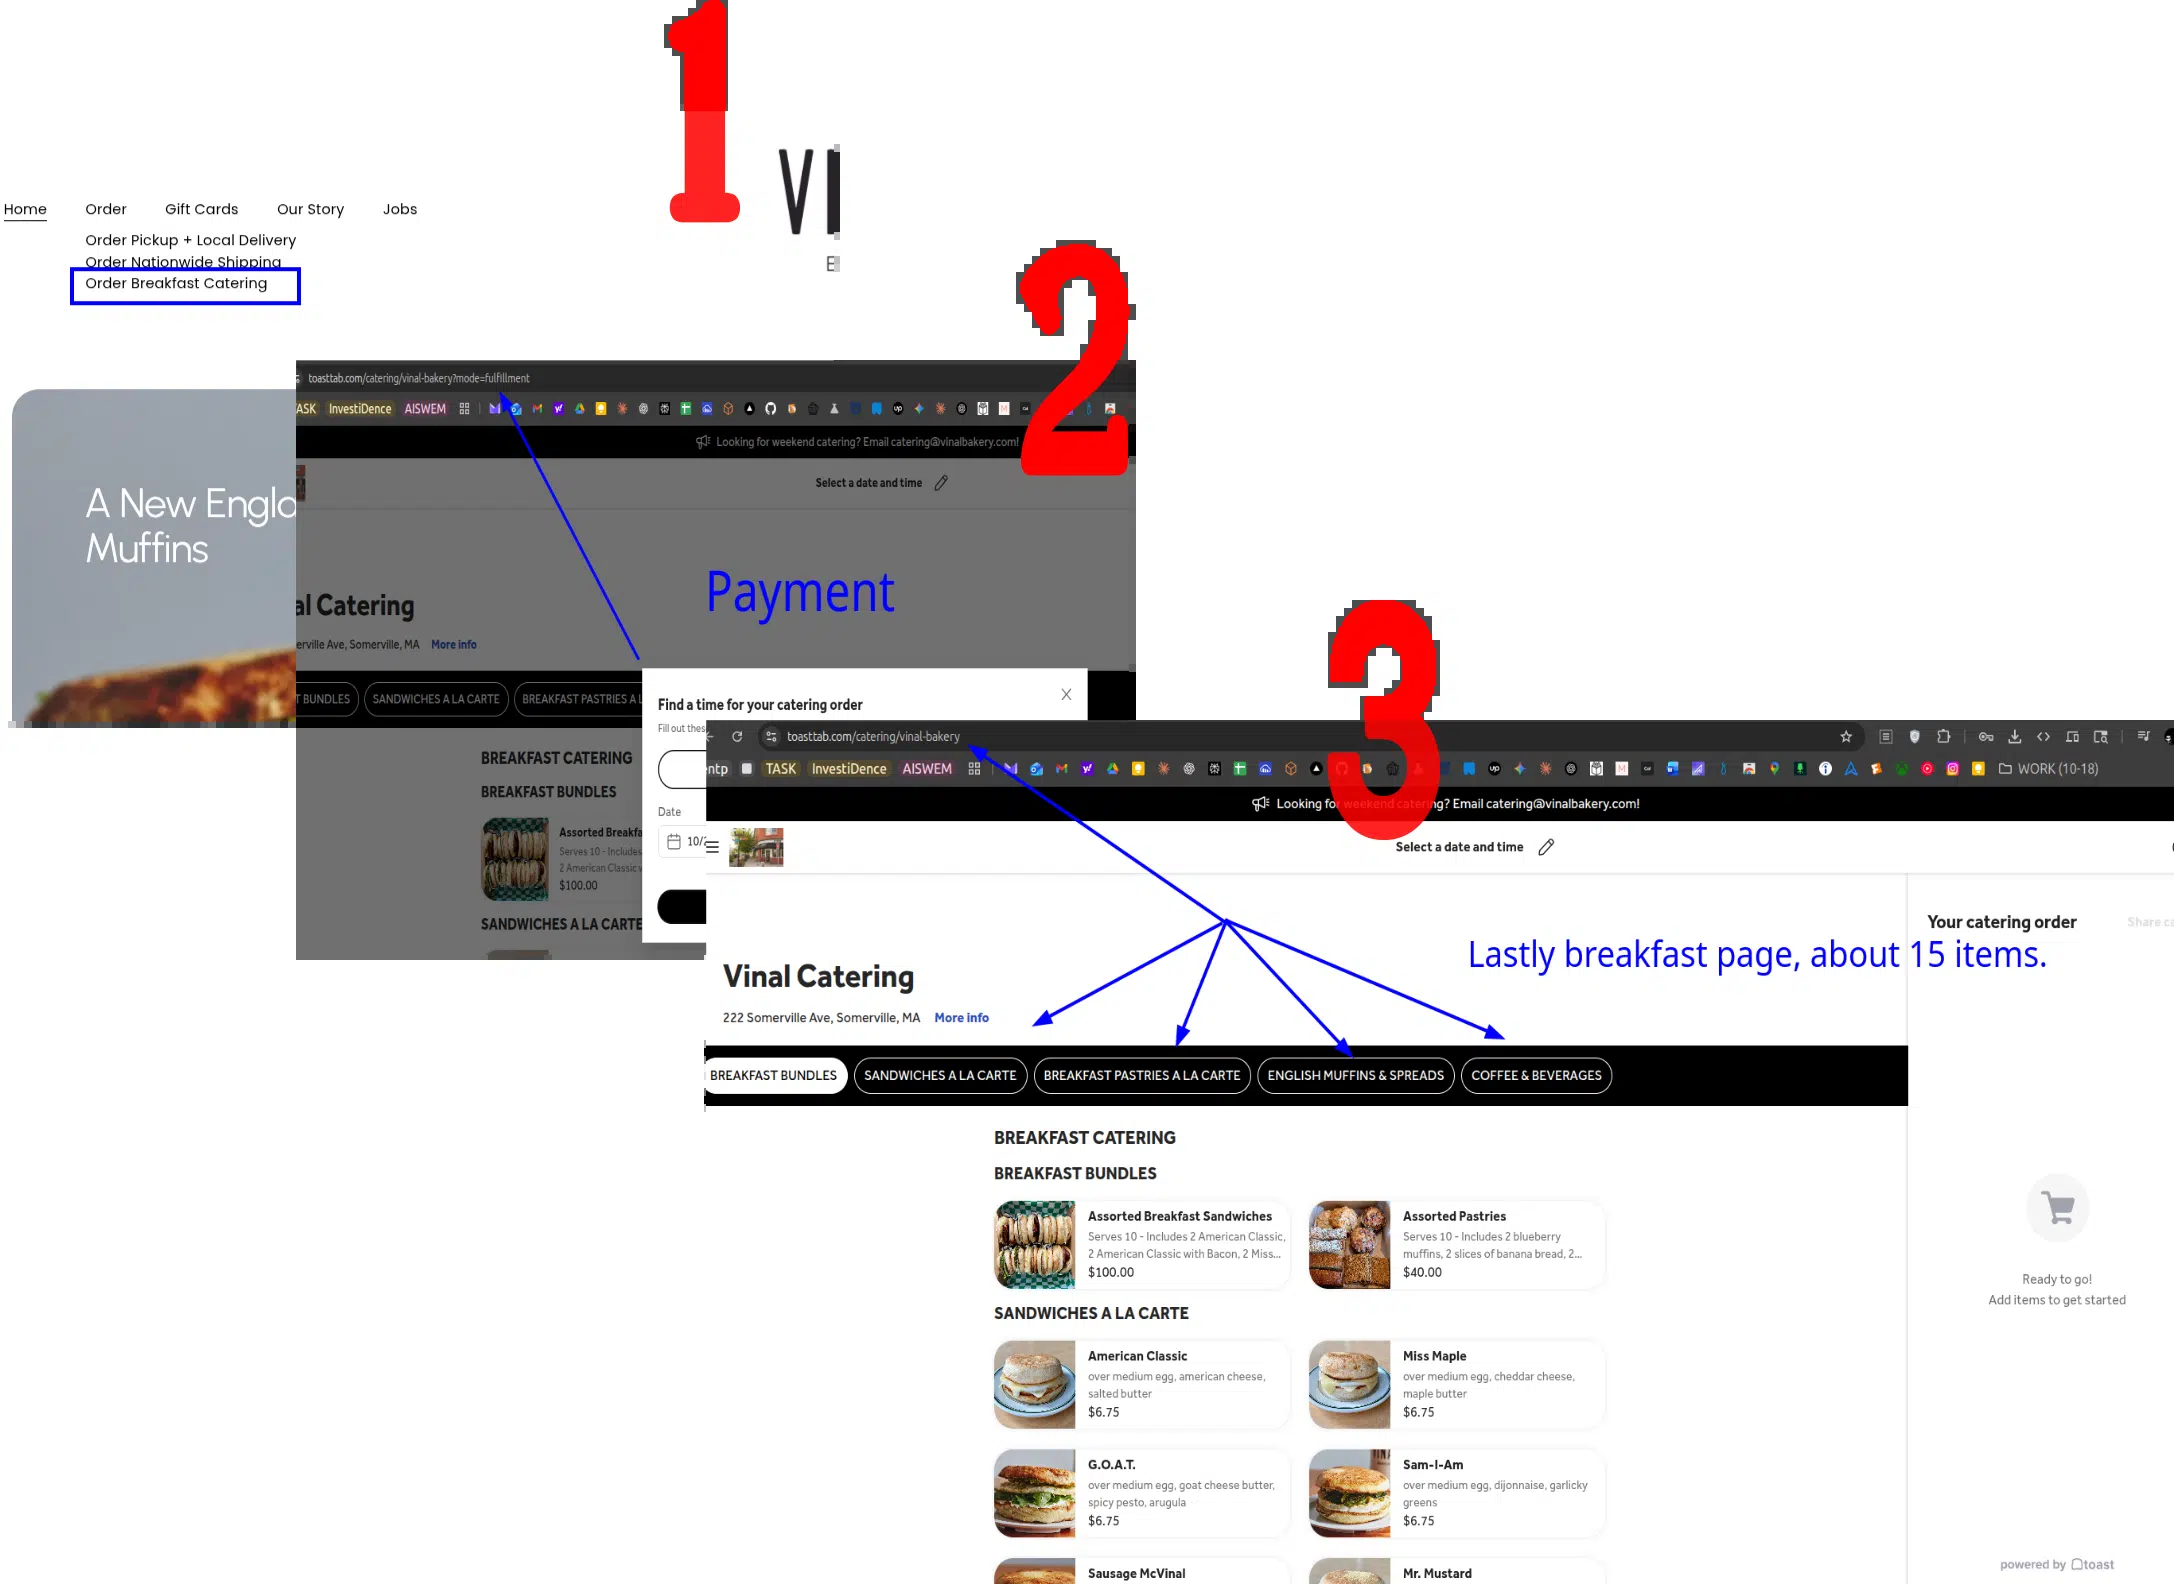 1
VI
E
Home Order Gift Cards Our Story Jobs
Order Pickup + Local Delivery
Order Nationwide Shipping
Order Breakfast Catering
A New Engla
Muffins
2
toasttab.com/catering/vinal-bakery?mode=fulfillment
ASK InvestiDence AISWEM
Looking for weekend catering? Email catering@vinalbakery.com!
Select a date and time
Payment
al Catering
erville Ave, Somerville, MA More info
T BUNDLES SANDWICHES A LA CARTE BREAKFAST PASTRIES A L
BREAKFAST CATERING
BREAKFAST BUNDLES
Assorted Breakfa
Serves 10 - Includes
2 American Classic w
$100.00
SANDWICHES A LA CARTE
Find a time for your catering order
X
Fill out thes
Date
10/2
3
toasttab.com/catering/vinal-bakery
entp TASK InvestiDence AISWEM WORK (10-18)
Looking for weekend catering? Email catering@vinalbakery.com!
Select a date and time
Your catering order Share ca
Lastly breakfast page, about 15 items.
Vinal Catering
222 Somerville Ave, Somerville, MA More info
BREAKFAST BUNDLES SANDWICHES A LA CARTE BREAKFAST PASTRIES A LA CARTE ENGLISH MUFFINS & SPREADS COFFEE & BEVERAGES
BREAKFAST CATERING
BREAKFAST BUNDLES
Assorted Breakfast Sandwiches
Serves 10 - Includes 2 American Classic,
2 American Classic with Bacon, 2 Miss...
$100.00
Assorted Pastries
Serves 10 - Includes 2 blueberry
muffins, 2 slices of banana bread, 2...
$40.00
SANDWICHES A LA CARTE
American Classic
over medium egg, american cheese,
salted butter
$6.75
Miss Maple
over medium egg, cheddar cheese,
maple butter
$6.75
G.O.A.T.
over medium egg, goat cheese butter,
spicy pesto, arugula
$6.75
Sam-I-Am
over medium egg, dijonnaise, garlicky
greens
$6.75
Sausage McVinal
Mr. Mustard
Ready to go!
Add items to get started
powered by toast